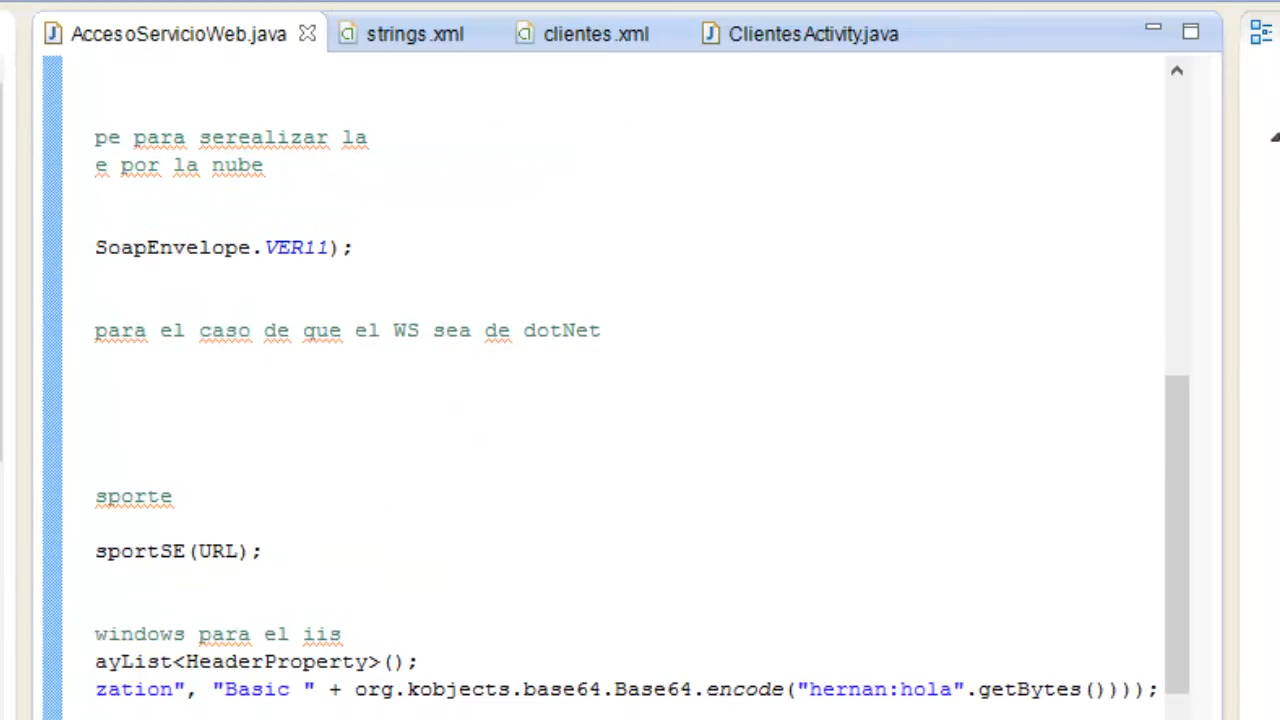 AccesoServicioWeb.java strings.xml clientes.xml ClientesActivity.java
pe para serealizar la
e por la nube
SoapEnvelope.VER11);
para el caso de que el WS sea de dotNet
sporte
sportSE(URL);
windows para el iis
ayList<HeaderProperty>();
zation", "Basic " + org.kobjects.base64.Base64.encode("hernan:hola".getBytes())));